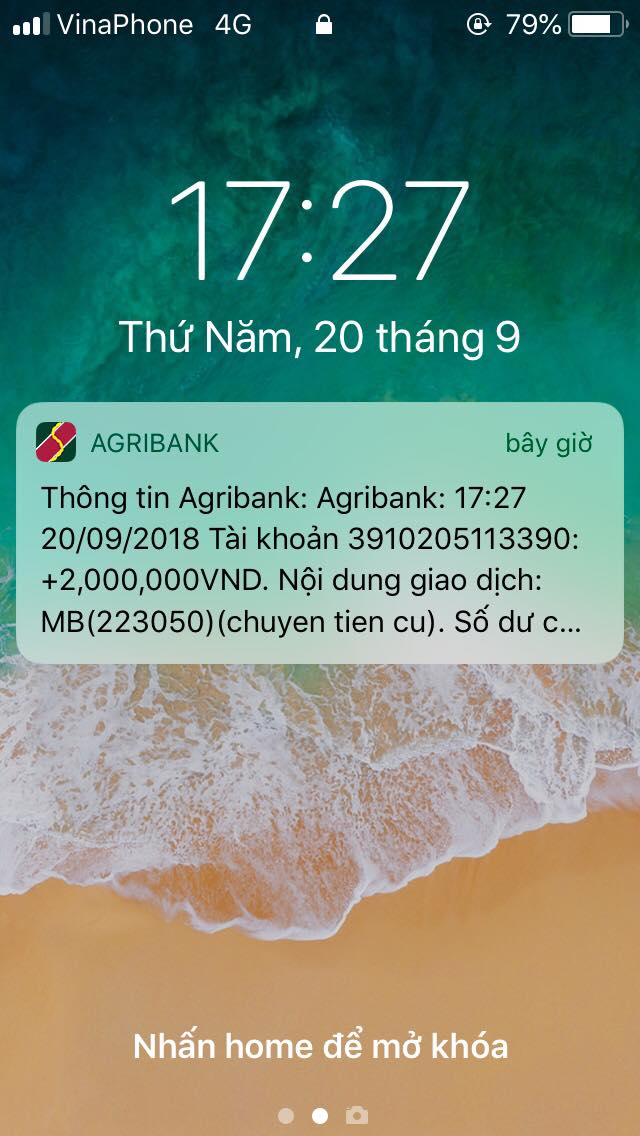 VinaPhone 4G 79%
17:27
Thứ Năm, 20 tháng 9
AGRIBANK bây giờ
Thông tin Agribank: Agribank: 17:27
20/09/2018 Tài khoản 3910205113390:
+2,000,000VND. Nội dung giao dịch:
MB(223050)(chuyen tien cu). Số dư c...
Nhấn home để mở khóa